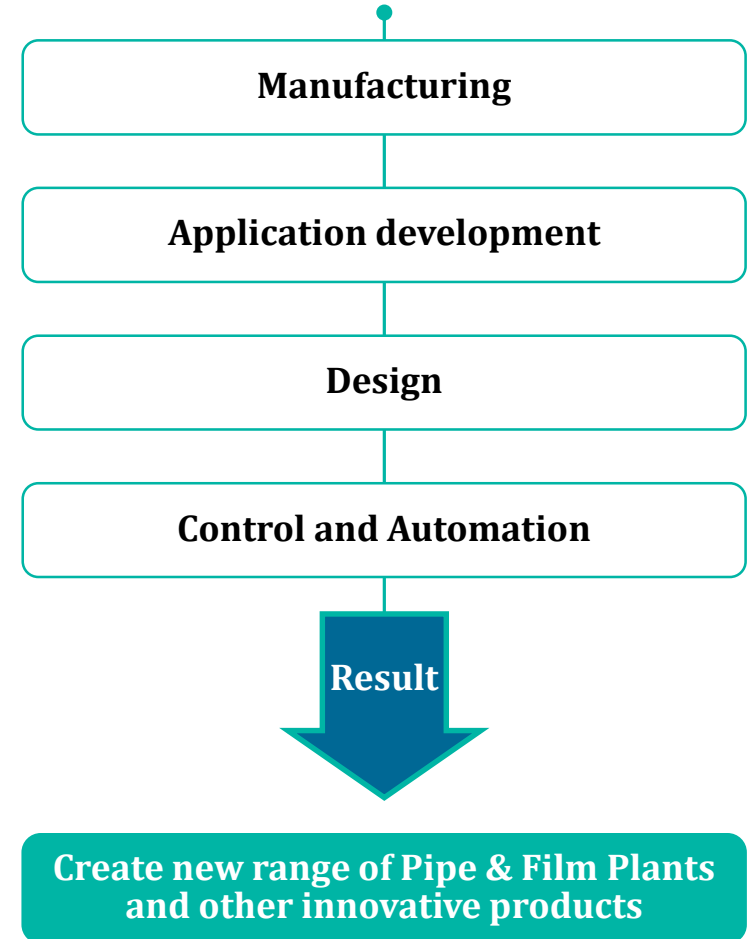 Manufacturing
Application development
Design
Control and Automation
Result
Create new range of Pipe & Film Plants
and other innovative products